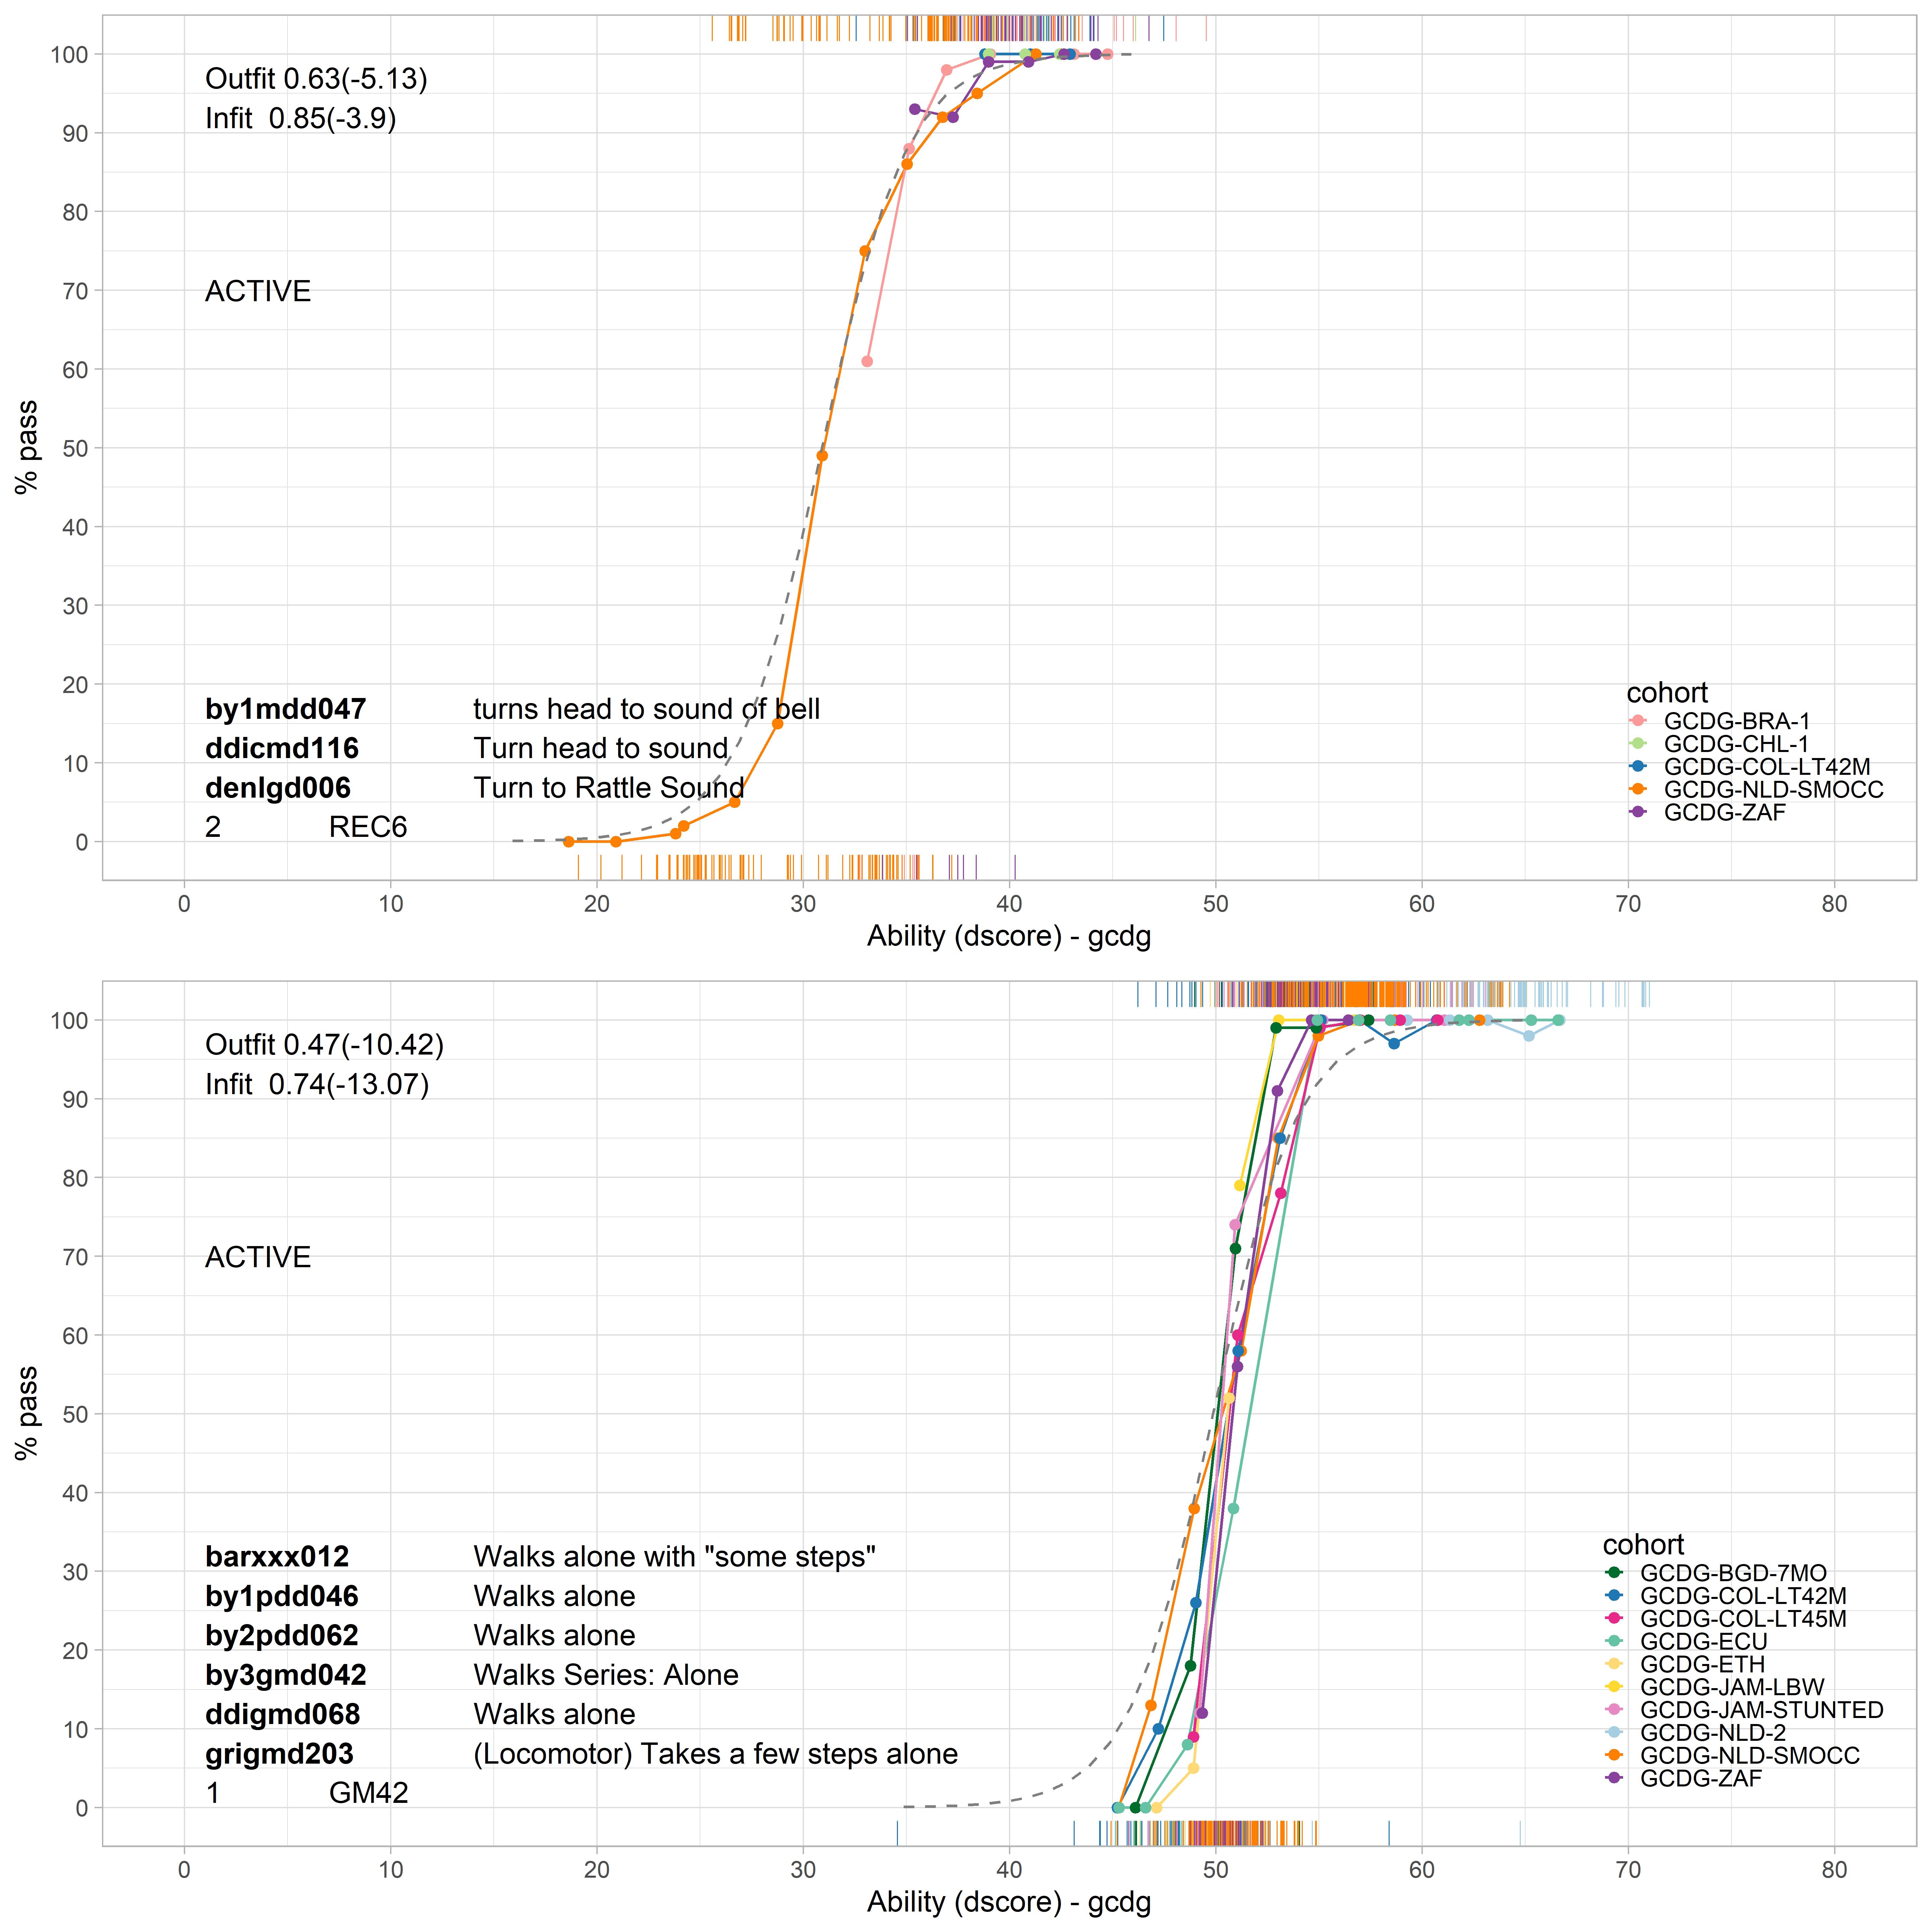 100
90
80
70
60
50
40
30
20
10
0
% pass
Outfit 0.63(-5.13)
Infit 0.85(-3.9)
ACTIVE
by1mdd047 turns head to sound of bell
ddicmd116 Turn head to sound
denlgd006 Turn to Rattle Sound
2 REC6
cohort
GCDG-BRA-1
GCDG-CHL-1
GCDG-COL-LT42M
GCDG-NLD-SMOCC
GCDG-ZAF
0 10 20 30 40 50 60 70 80
Ability (dscore) - gcdg
100
90
80
70
60
50
40
30
20
10
0
% pass
Outfit 0.47(-10.42)
Infit 0.74(-13.07)
ACTIVE
barxxx012 Walks alone with "some steps"
by1pdd046 Walks alone
by2pdd062 Walks alone
by3gmd042 Walks Series: Alone
ddigmd068 Walks alone
grigmd203 (Locomotor) Takes a few steps alone
1 GM42
cohort
GCDG-BGD-7MO
GCDG-COL-LT42M
GCDG-COL-LT45M
GCDG-ECU
GCDG-ETH
GCDG-JAM-LBW
GCDG-JAM-STUNTED
GCDG-NLD-2
GCDG-NLD-SMOCC
GCDG-ZAF
0 10 20 30 40 50 60 70 80
Ability (dscore) - gcdg